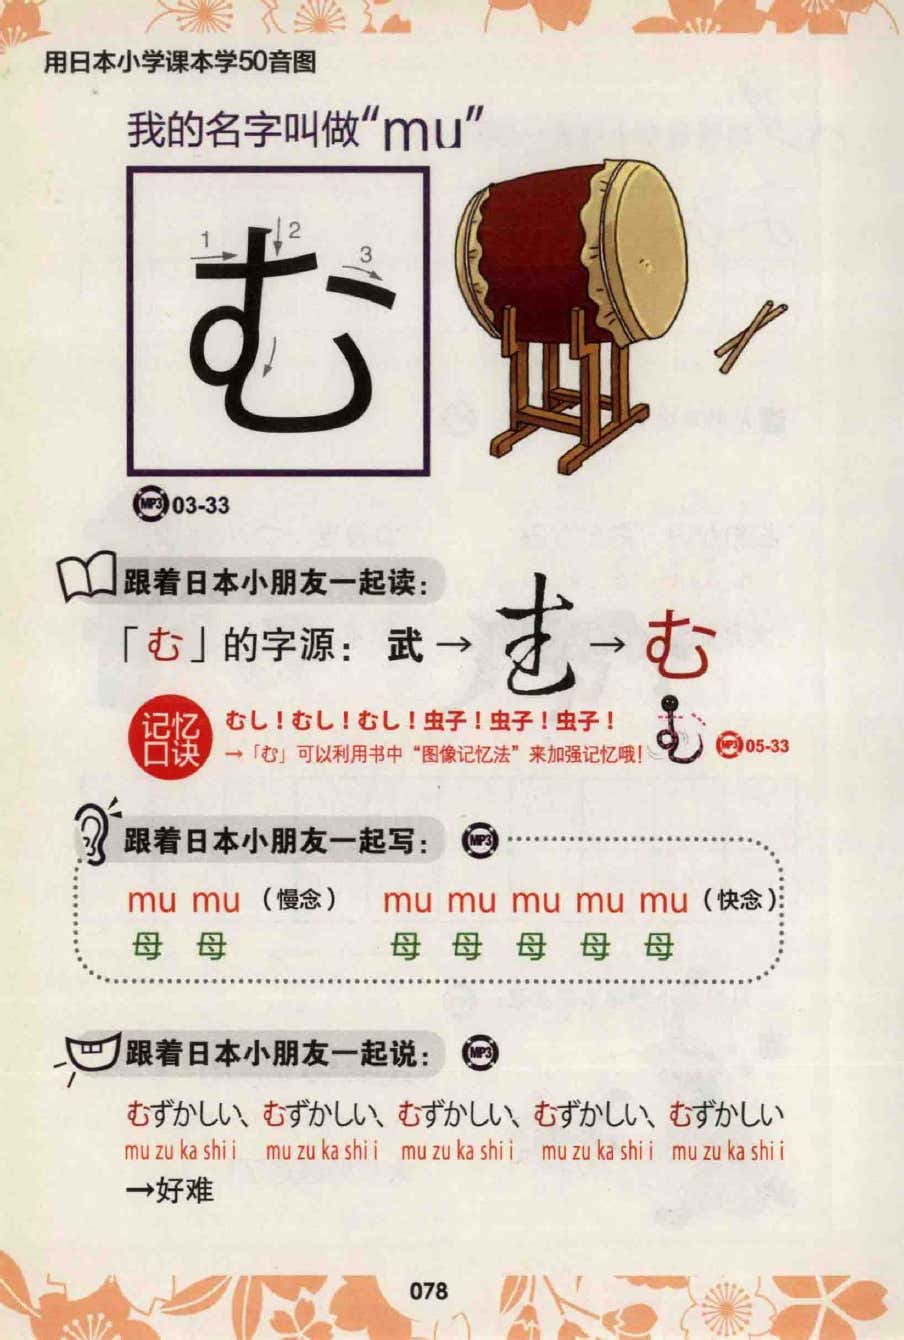 用日本小学课本学50音图
我的名字叫做“mu”
む
1
2
3
MP3 03-33
跟着日本小朋友一起读：
「む」的字源： 武→ →む
记忆
口诀
むし！むし！むし！虫子！虫子！虫子！
→「む」可以利用书中“图像记忆法”来加强记忆哦！
MP3 05-33
跟着日本小朋友一起写： MP3
mu mu （慢念） mu mu mu mu mu （快念）
母 母 母 母 母 母 母
跟着日本小朋友一起说： MP3
むずかしい、むずかしい、むずかしい、むずかしい、むずかしい
mu zu ka shi i mu zu ka shi i mu zu ka shi i mu zu ka shi i mu zu ka shi i
→好难
078